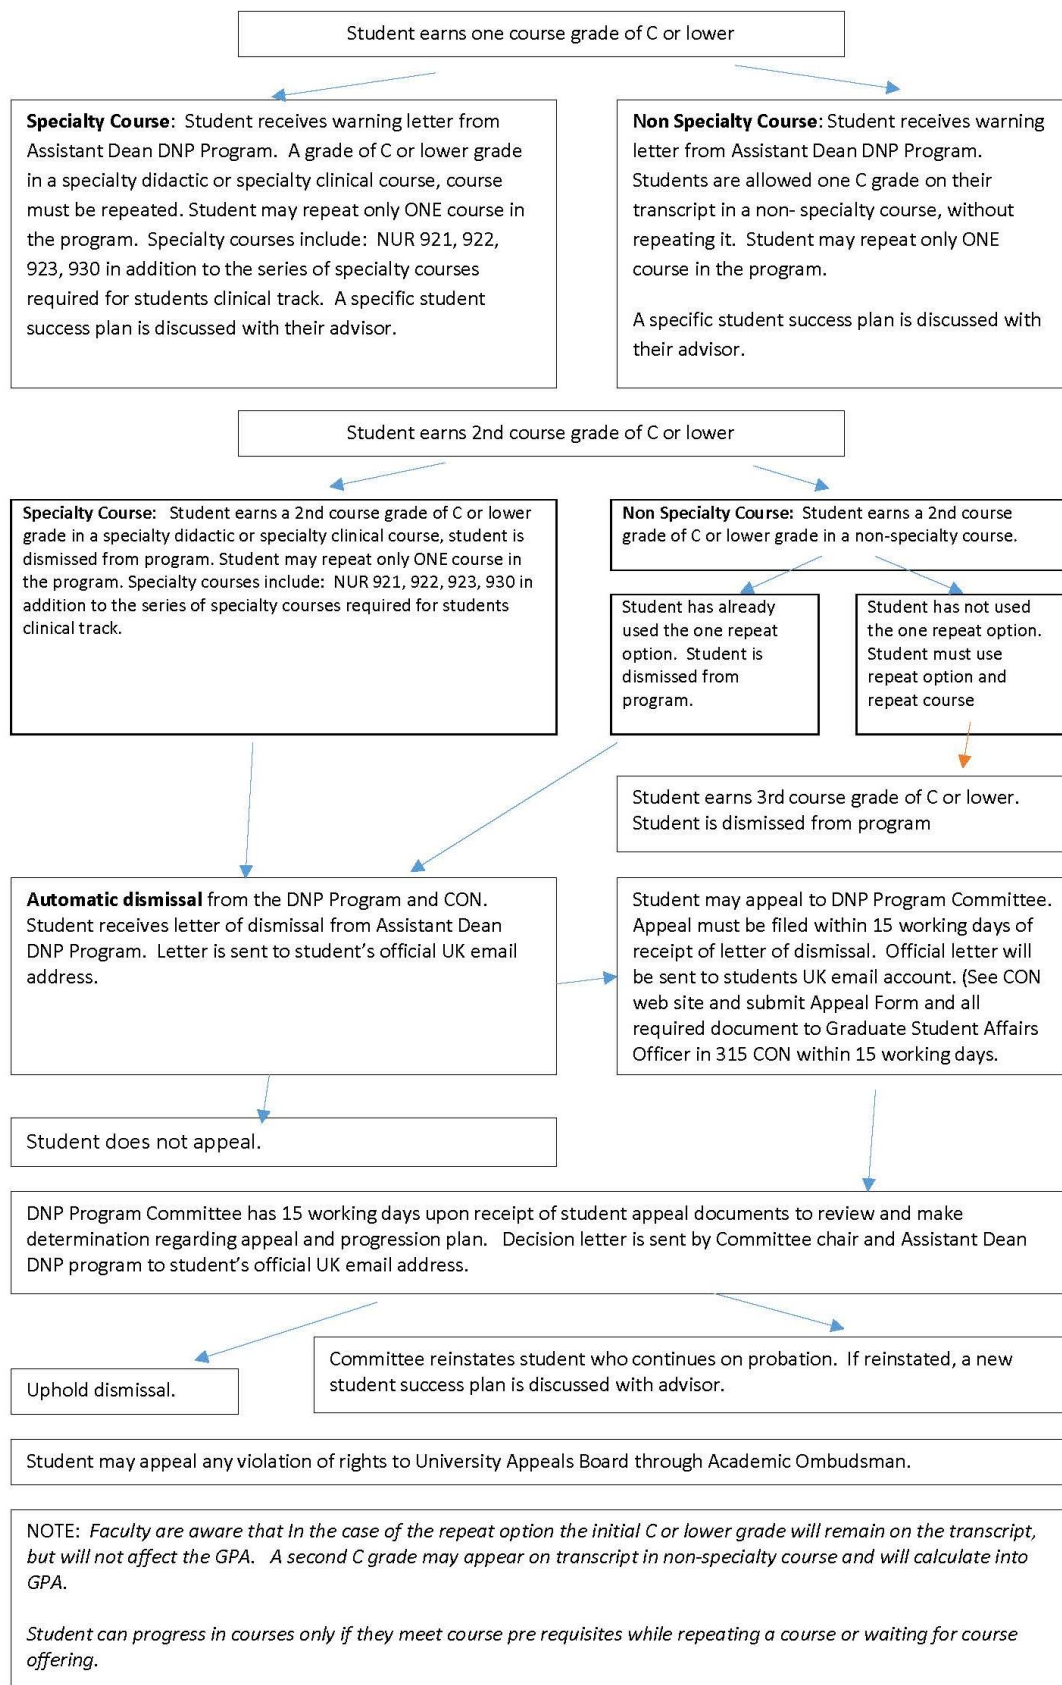 Student earns one course grade of C or lower
Specialty Course:  Student receives warning letter from
Assistant Dean DNP Program.  A grade of C or lower grade
in a specialty didactic or specialty clinical course, course
must be repeated. Student may repeat only ONE course in
the program.  Specialty courses include:  NUR 921, 922,
923, 930 in addition to the series of specialty courses
required for students clinical track.  A specific student
success plan is discussed with their advisor.
Non Specialty Course: Student receives warning
letter from Assistant Dean DNP Program.
Students are allowed one C grade on their
transcript in a non- specialty course, without
repeating it.  Student may repeat only ONE
course in the program.
A specific student success plan is discussed with
their advisor.
Student earns 2nd course grade of C or lower
Specialty Course:   Student earns a 2nd course grade of C or lower
grade in a specialty didactic or specialty clinical course, student
is dismissed from program. Student may repeat only ONE course in
the program. Specialty courses include:  NUR 921, 922, 923, 930 in
addition to the series of specialty courses required for students
clinical track.
Non Specialty Course:  Student earns a 2nd course
grade of C or lower grade in a non-specialty course.
Student has already
used the one repeat
option.  Student is
dismissed from
program.
Student has not used
the one repeat option.
Student must use
repeat option and
repeat course
Student earns 3rd course grade of C or lower.
Student is dismissed from program
Automatic dismissal from the DNP Program and CON.
Student receives letter of dismissal from Assistant Dean
DNP Program.  Letter is sent to student's official UK email
address.
Student may appeal to DNP Program Committee.
Appeal must be filed within 15 working days of
receipt of letter of dismissal.  Official letter will
be sent to students UK email account. (See CON
web site and submit Appeal Form and all
required document to Graduate Student Affairs
Officer in 315 CON within 15 working days.
Student does not appeal.
DNP Program Committee has 15 working days upon receipt of student appeal documents to review and make
determination regarding appeal and progression plan.   Decision letter is sent by Committee chair and Assistant Dean
DNP program to student's official UK email address.
Uphold dismissal.
Committee reinstates student who continues on probation.  If reinstated, a new
student success plan is discussed with advisor.
Student may appeal any violation of rights to University Appeals Board through Academic Ombudsman.
NOTE:  Faculty are aware that In the case of the repeat option the initial C or lower grade will remain on the transcript,
but will not affect the GPA.   A second C grade may appear on transcript in non-specialty course and will calculate into
GPA.
Student can progress in courses only if they meet course pre requisites while repeating a course or waiting for course
offering.